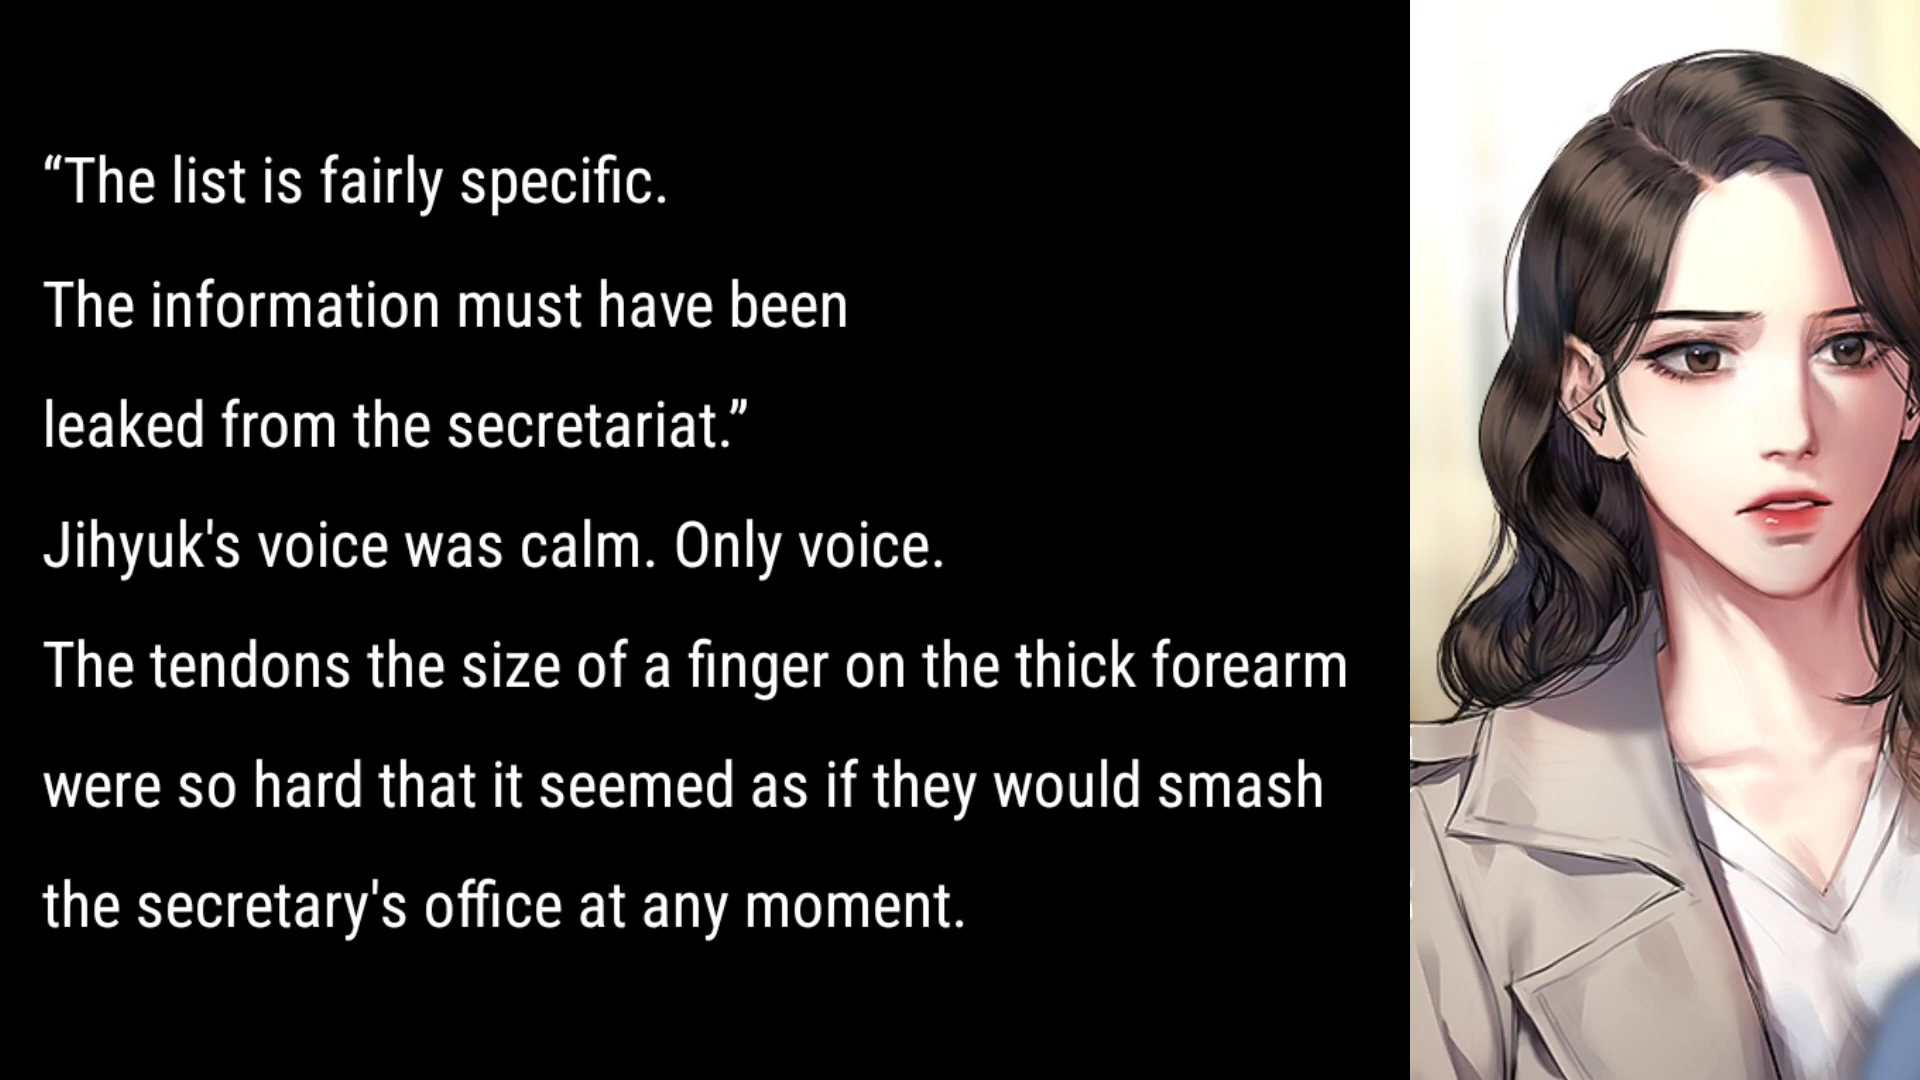 “The list is fairly specific.
The information must have been
leaked from the secretariat.”
Jihyuk's voice was calm. Only voice.
The tendons the size of a finger on the thick forearm
were so hard that it seemed as if they would smash
the secretary's office at any moment.